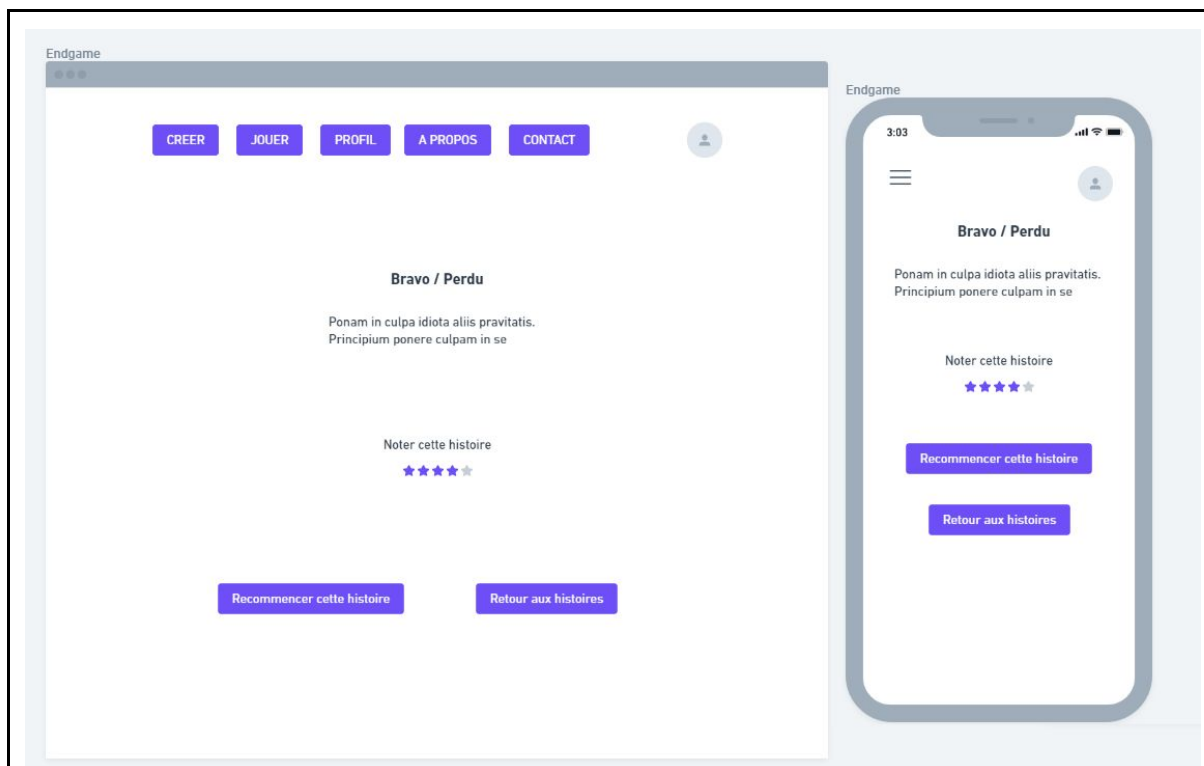 Endgame
CREER JOUER PROFIL A PROPOS CONTACT
Bravo / Perdu
Ponam in culpa idiota aliis pravitatis.
Principium ponere culpam in se
Noter cette histoire
Recommencer cette histoire Retour aux histoires
Endgame
3:03
Bravo / Perdu
Ponam in culpa idiota aliis pravitatis.
Principium ponere culpam in se
Noter cette histoire
Recommencer cette histoire
Retour aux histoires